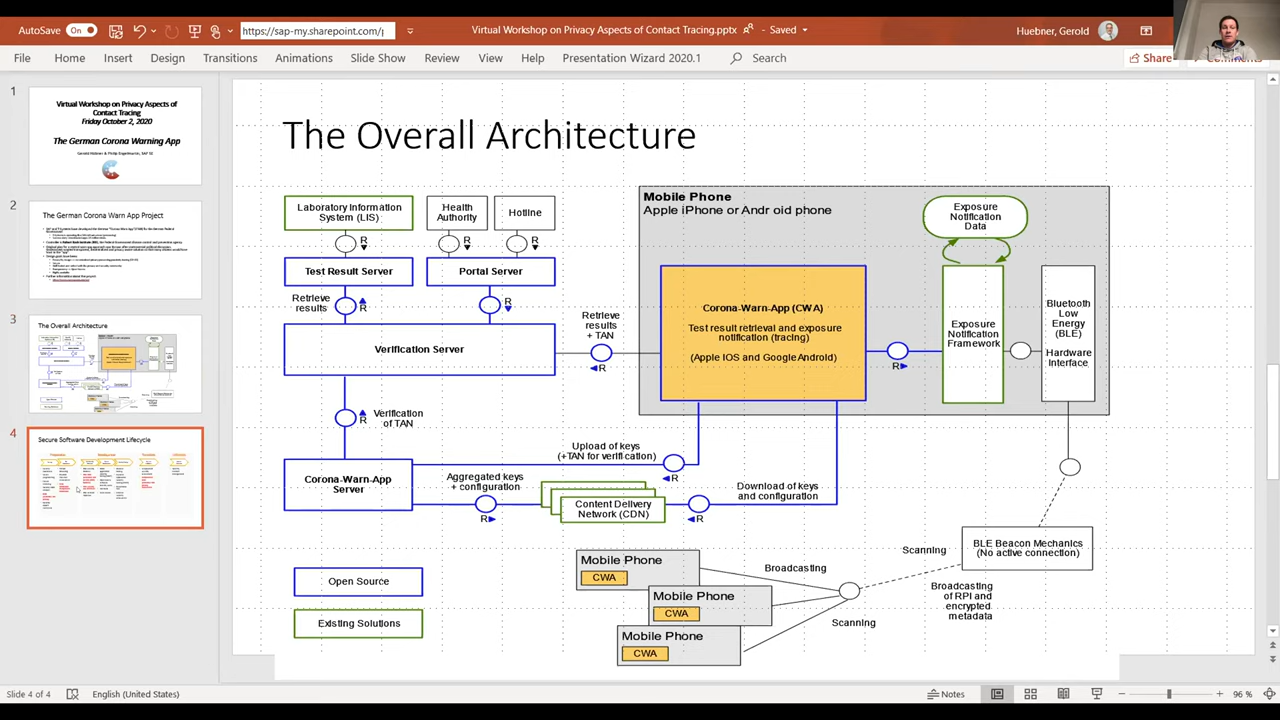 AutoSave On https://sap-my.sharepoint.com/p Virtual Workshop on Privacy Aspects of Contact Tracing.pptx - Saved Huebner, Gerold
File Home Insert Design Slide Show Transitions Animations Slide Show Review View Help Presentation Wizard 2020.1 Search Share
1
Virtual Workshop on Privacy Aspects of
Contact Tracing
Friday October 2, 2020
The German Corona Warning App
2
The German Corona Warn App Project
3
The Overall Architecture
4
Secure Software Development Lifecycle
The Overall Architecture
Laboratory Information
System (LIS)
Health
Authority
Hotline
R
R
R
Test Result Server
Portal Server
Retrieve
results
R
R
Verification Server
Retrieve
results
+ TAN
R
Verification
of TAN
R
Corona-Warn-App
Server
Mobile Phone
Apple iPhone or Andr oid phone
Exposure
Notification
Data
Corona-Warn-App (CWA)
Test result retrieval and exposure
notification (tracing)
(Apple IOS and Google Android)
R
Exposure
Notification
Framework
Bluetooth
Low
Energy
(BLE)
Hardware
Interface
Upload of keys
(+TAN for verification)
R
Aggregated keys
+ configuration
R
Content Delivery
Network (CDN)
R
Download of keys
and configuration
BLE Beacon Mechanics
(No active connection)
Scanning
Broadcasting
Broadcasting
of RPI and
encrypted
metadata
Scanning
Mobile Phone
CWA
Mobile Phone
CWA
Mobile Phone
CWA
Open Source
Existing Solutions
Slide 4 of 4 English (United States) Notes 96 %